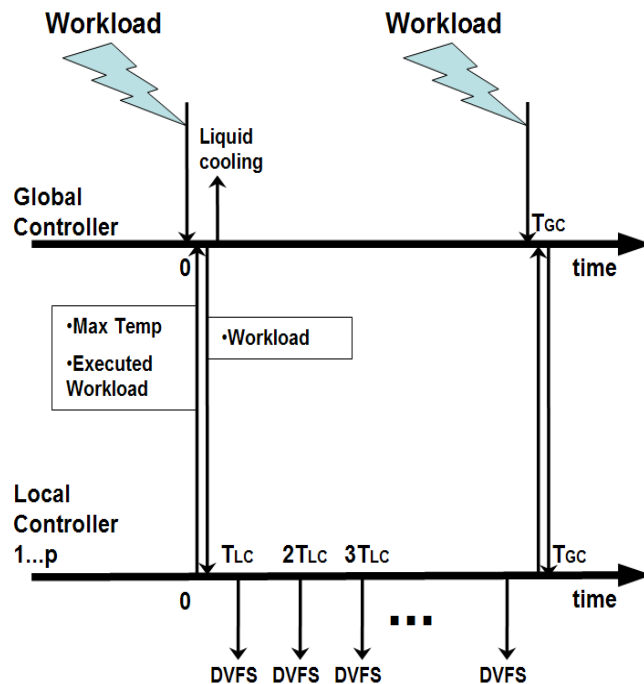 Workload
Workload
Liquid
cooling
Global
Controller
TGC
0
time
•Max Temp
•Executed
Workload
•Workload
Local
Controller
1...p
TLC
2TLC
3TLC
TGC
0
time
...
DVFS
DVFS
DVFS
DVFS